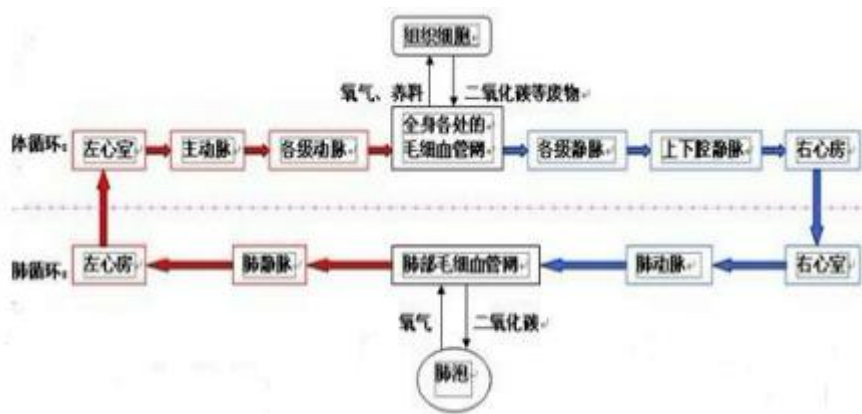 组织细胞
氧气、养料 二氧化碳等废物
体循环： 左心室 主动脉 各级动脉 全身各处的 各级静脉 上下腔静脉 右心房
毛细血管网
肺循环： 左心房 肺静脉 肺部毛细血管网 肺动脉 右心室
氧气 二氧化碳
肺泡